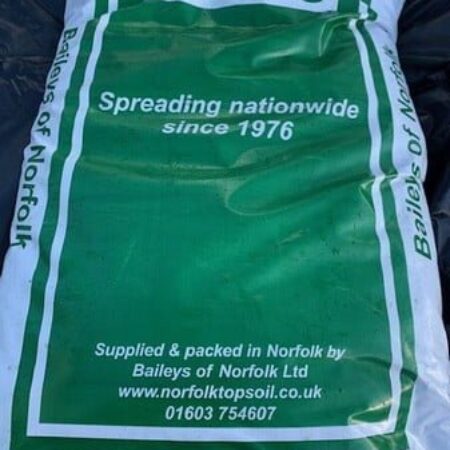 Baileys of Norfolk
Spreading nationwide
since 1976
Baileys of Norfolk
Supplied & packed in Norfolk by
Baileys of Norfolk Ltd
www.norfolktopsoil.co.uk
01603 754607